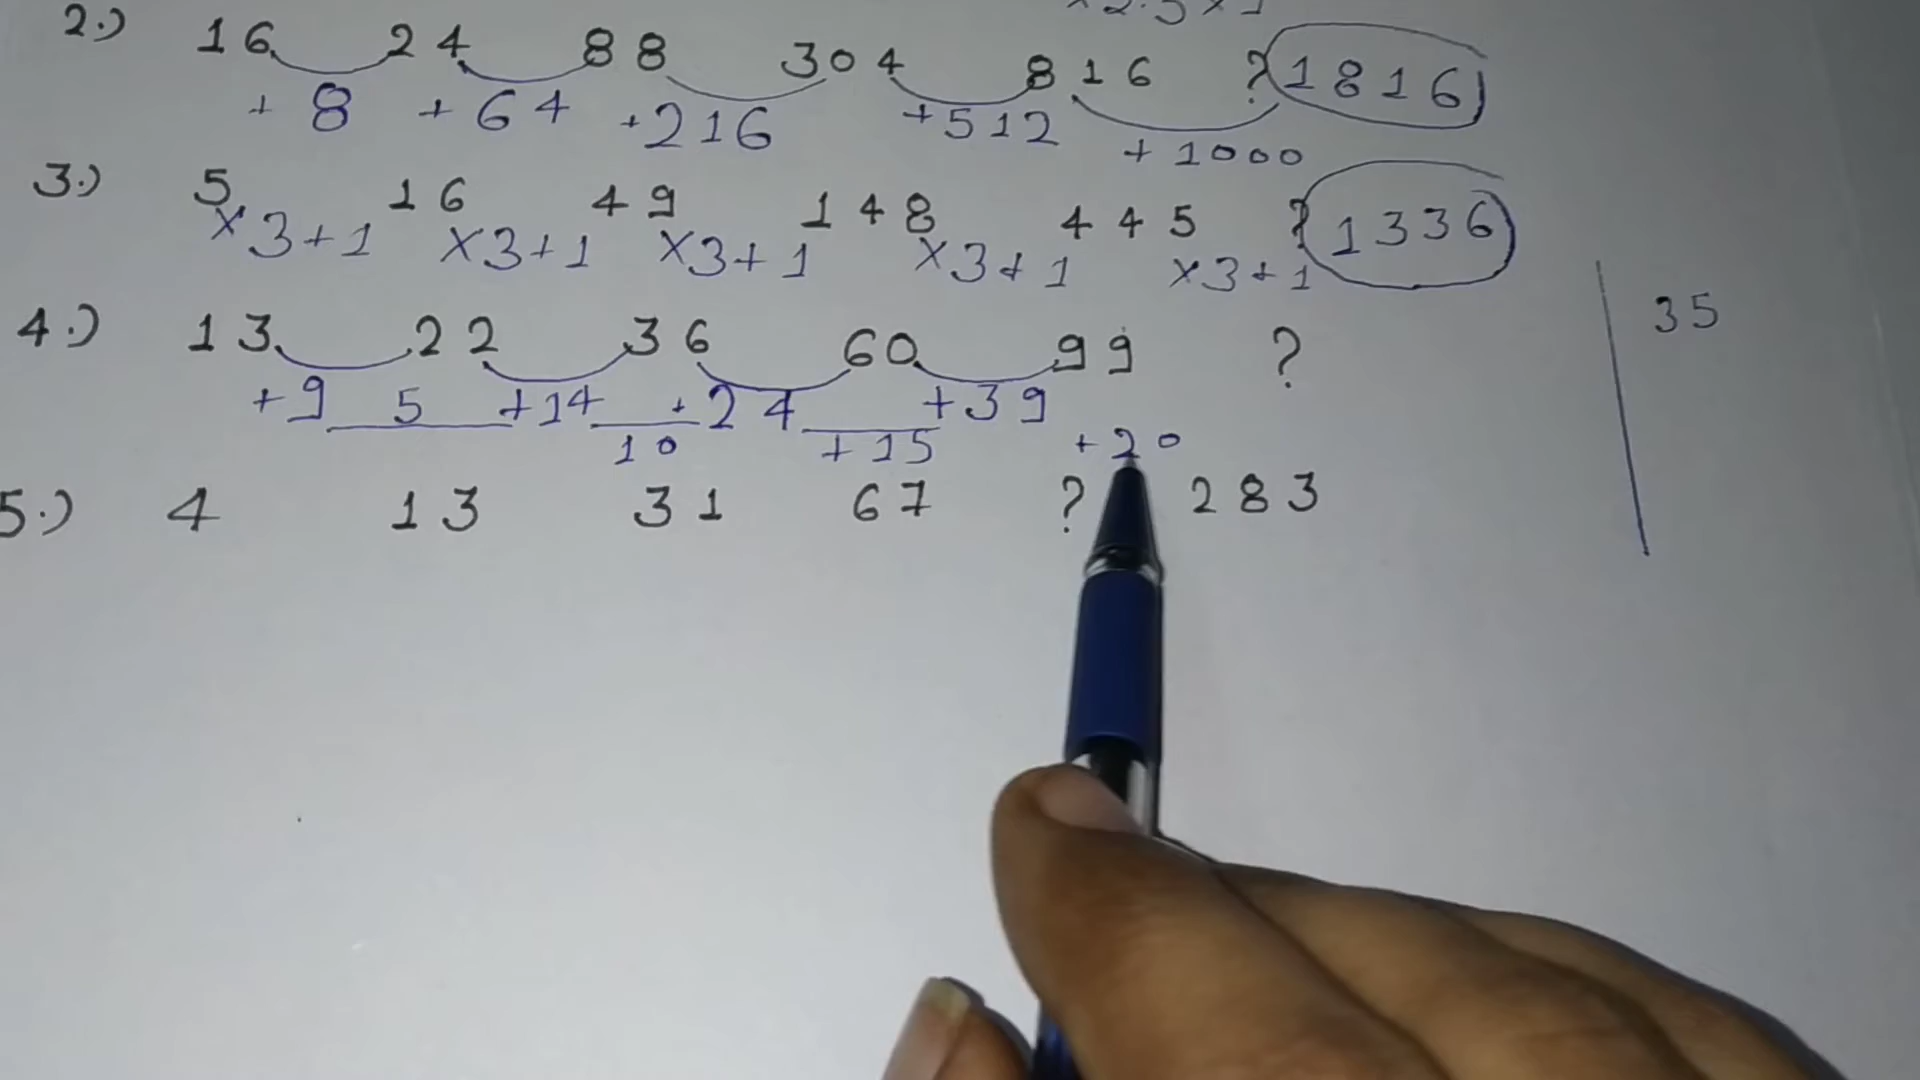 2.) 16 24 88 304 816 ? 1816
+8 +64 +216 +512 +1000
3.) 5 16 49 148 445 ? 1336
×3+1 ×3+1 ×3+1 ×3+1 ×3+1
4.) 13 22 36 60 99 ? 35
+9 5 +14 +24 +39
10 +15 +20
5.) 4 13 31 67 ? 283